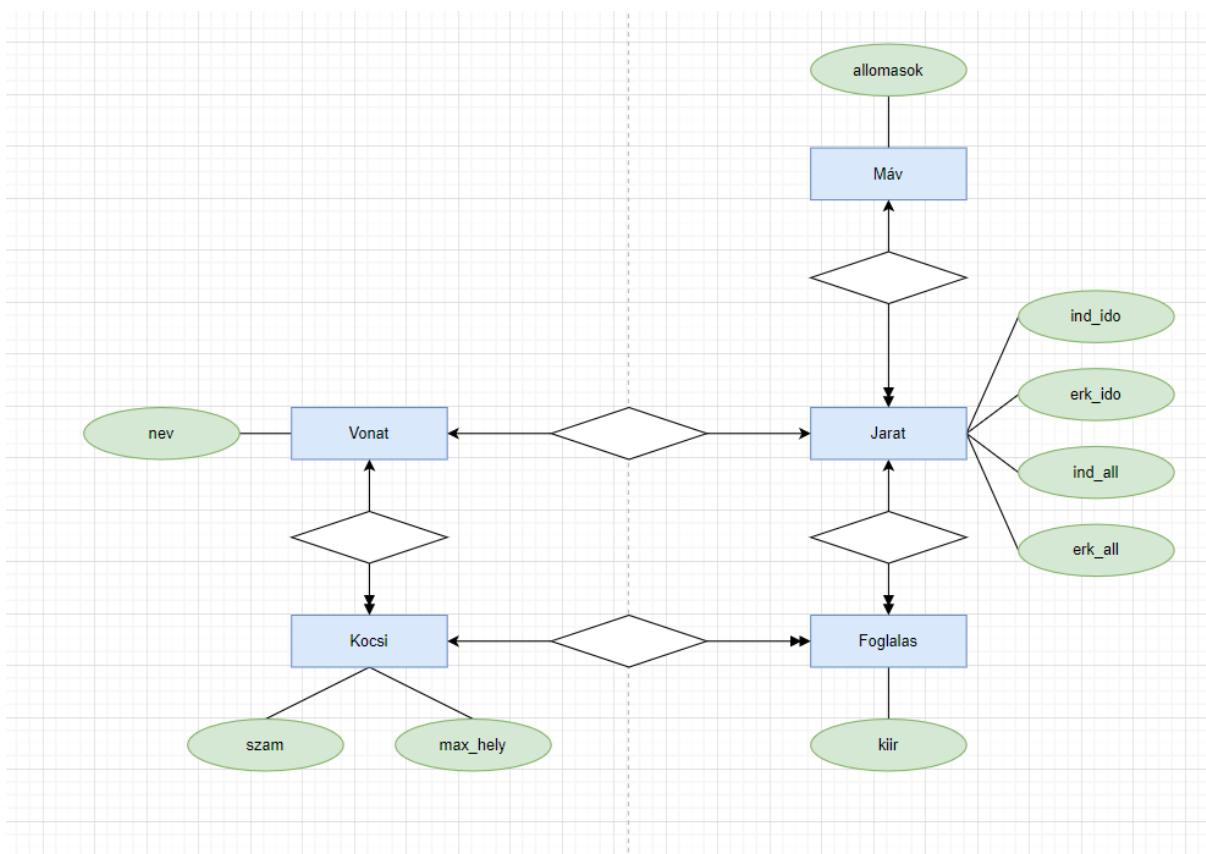 allomasok
Máv
ind_ido
erk_ido
nev
Vonat
Jarat
ind_all
erk_all
Kocsi
Foglalas
szam
max_hely
kiir